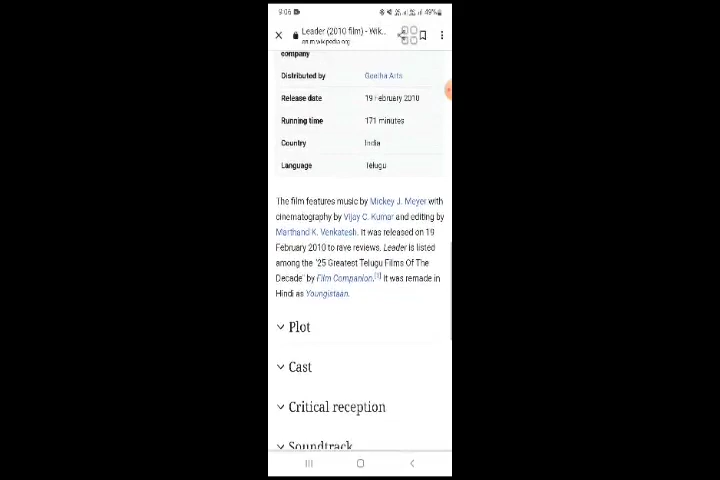 9:06 49%
Leader (2010 film) - Wik...
en.m.wikipedia.org
company
Distributed by Geetha Arts
Release date 19 February 2010
Running time 171 minutes
Country India
Language Telugu
The film features music by Mickey J. Meyer with
cinematography by Vijay C. Kumar and editing by
Marthand K. Venkatesh. It was released on 19
February 2010 to rave reviews. Leader is listed
among the "25 Greatest Telugu Films Of The
Decade" by Film Companion.[1] It was remade in
Hindi as Youngistaan.
Plot
Cast
Critical reception
Soundtrack